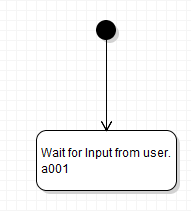 Wait for Input from user.
a001